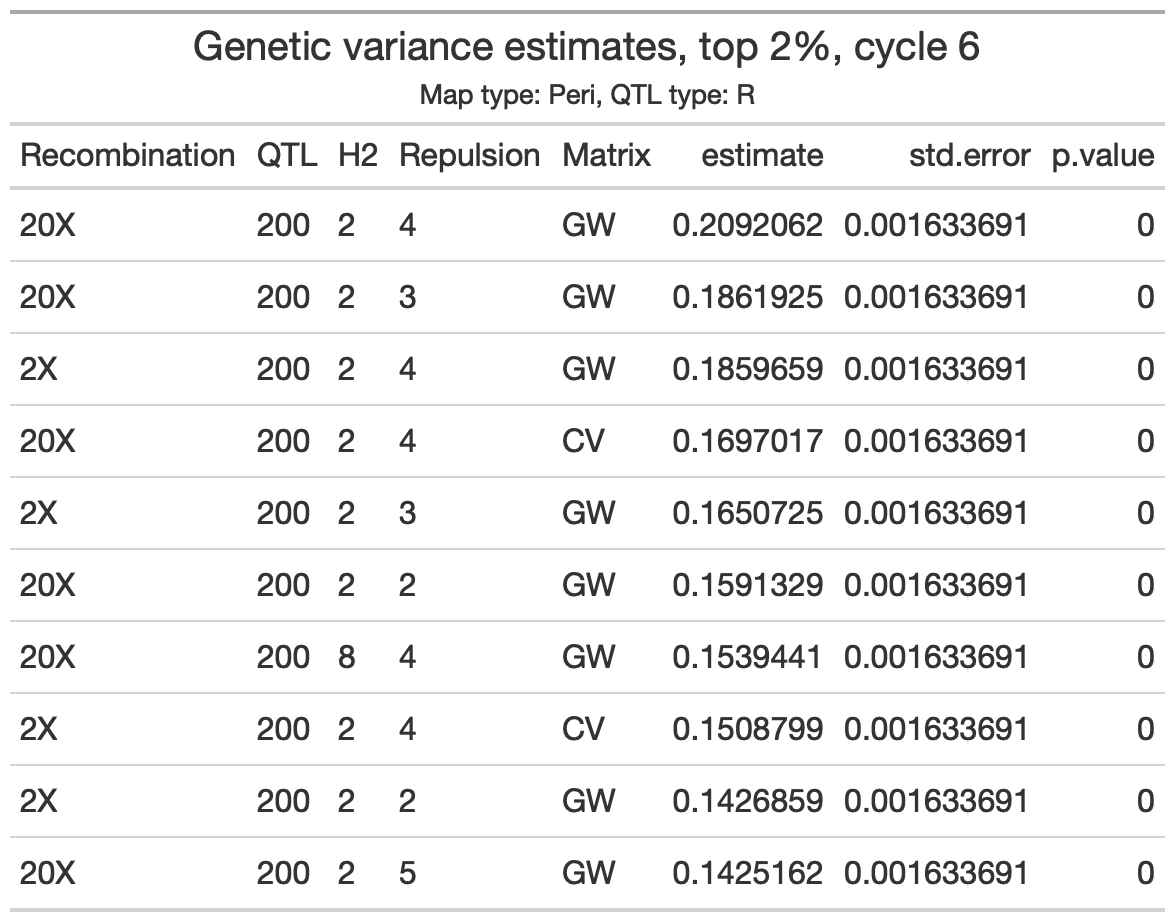 Genetic variance estimates, top 2%, cycle 6
Map type: Peri, QTL type: R
Recombination QTL H2 Repulsion Matrix estimate std.error p.value
20X 200 2 4 GW 0.2092062 0.001633691 0
20X 200 2 3 GW 0.1861925 0.001633691 0
2X 200 2 4 GW 0.1859659 0.001633691 0
20X 200 2 4 CV 0.1697017 0.001633691 0
2X 200 2 3 GW 0.1650725 0.001633691 0
20X 200 2 2 GW 0.1591329 0.001633691 0
20X 200 8 4 GW 0.1539441 0.001633691 0
2X 200 2 4 CV 0.1508799 0.001633691 0
2X 200 2 2 GW 0.1426859 0.001633691 0
20X 200 2 5 GW 0.1425162 0.001633691 0